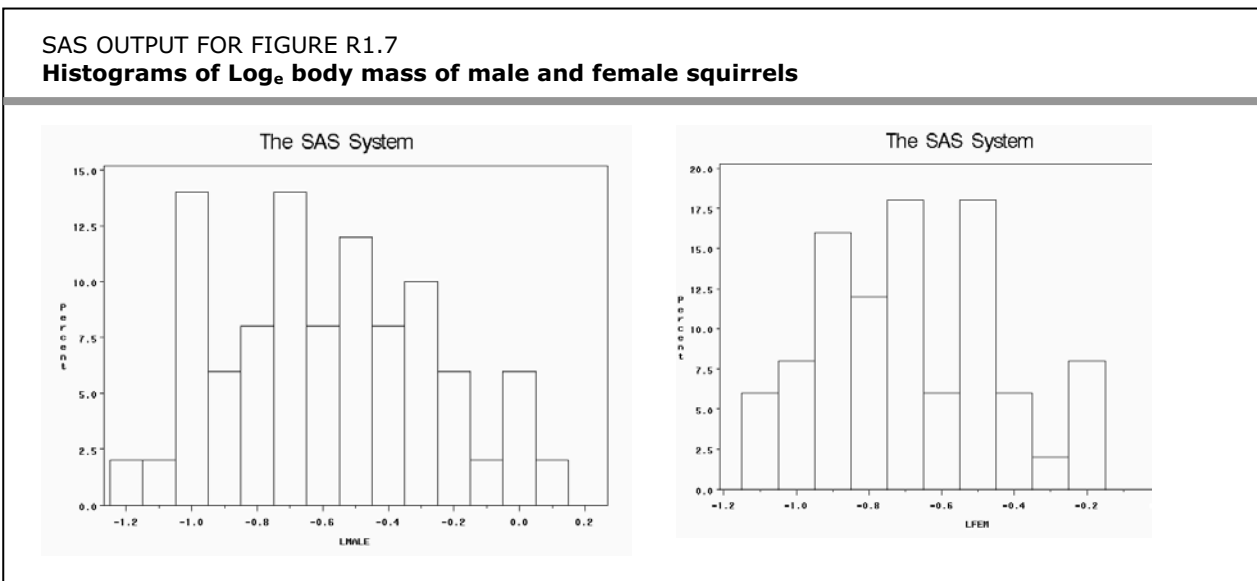 SAS OUTPUT FOR FIGURE R1.7
Histograms of Logₑ body mass of male and female squirrels
The SAS System
15.0
12.5
10.0
7.5
5.0
2.5
0.0
Percent
-1.2 -1.0 -0.8 -0.6 -0.4 -0.2 0.0 0.2
LMALE
The SAS System
20.0
17.5
15.0
12.5
10.0
7.5
5.0
2.5
0.0
Percent
-1.2 -1.0 -0.8 -0.6 -0.4 -0.2
LFEM